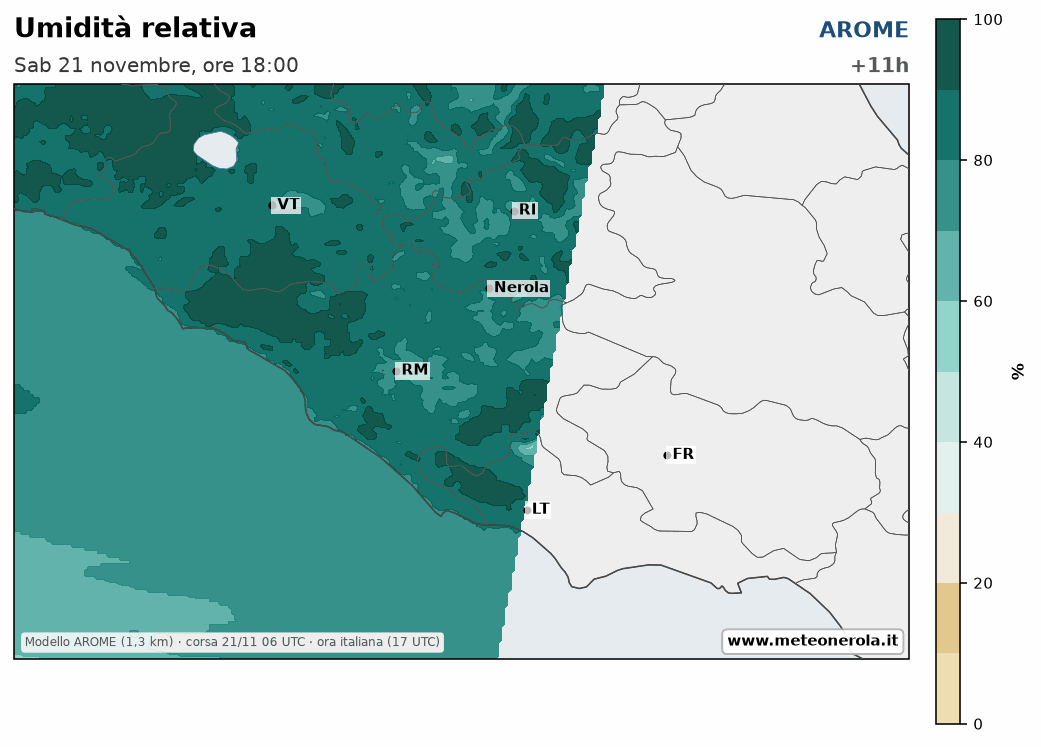 Umidità relativa
AROME
Sab 21 novembre, ore 18:00
+11h
VT
RI
Nerola
RM
FR
LT
Modello AROME (1,3 km) · corsa 21/11 06 UTC · ora italiana (17 UTC)
www.meteonerola.it
100
80
60
40
20
0
%